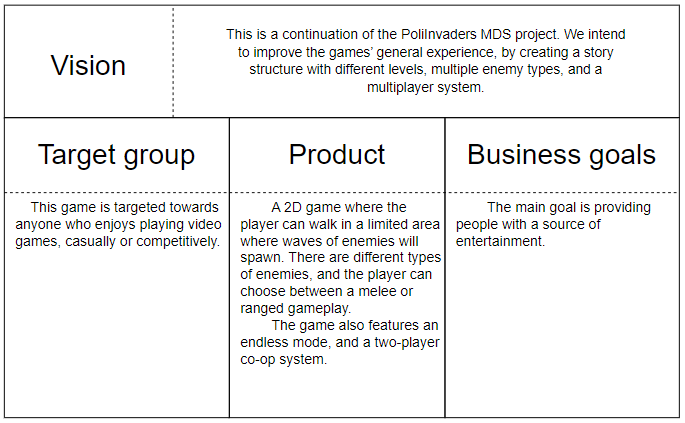 Vision
This is a continuation of the PoliInvaders MDS project. We intend
to improve the games' general experience, by creating a story
structure with different levels, multiple enemy types, and a
multiplayer system.
Target group
This game is targeted towards
anyone who enjoys playing video
games, casually or competitively.
Product
A 2D game where the
player can walk in a limited area
where waves of enemies will
spawn. There are different types
of enemies, and the player can
choose between a melee or
ranged gameplay.
The game also features an
endless mode, and a two-player
co-op system.
Business goals
The main goal is providing
people with a source of
entertainment.